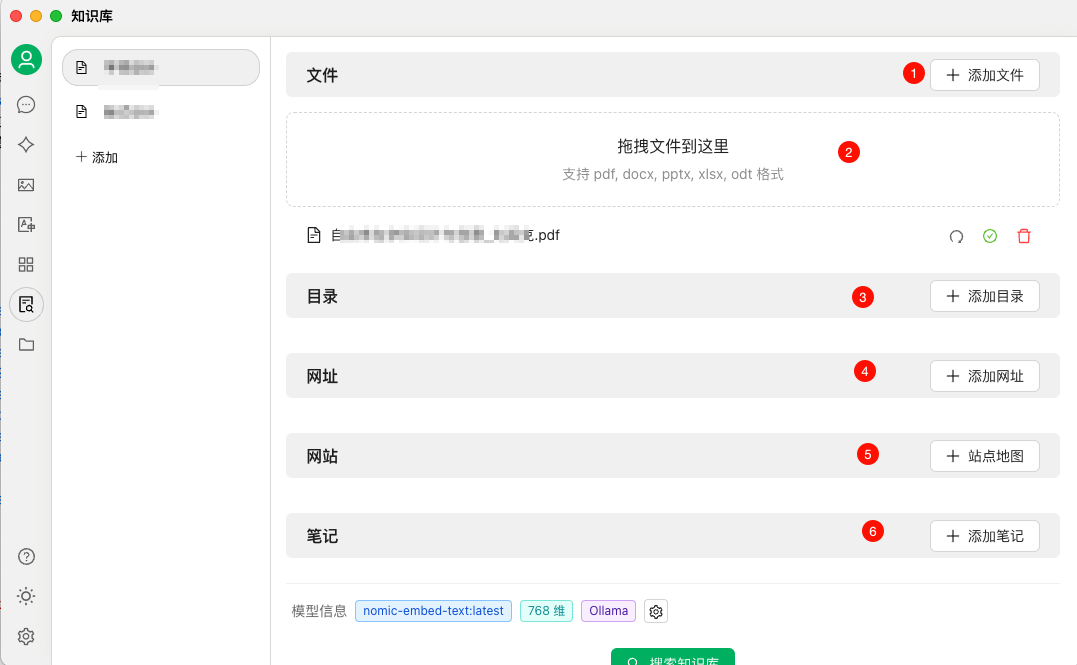 知识库
添加
文件
1
添加文件
拖拽文件到这里
2
支持 pdf, docx, pptx, xlsx, odt 格式
.pdf
目录
3
添加目录
网址
4
添加网址
网站
5
站点地图
笔记
6
添加笔记
模型信息 nomic-embed-text:latest 768 维 Ollama
搜索知识库